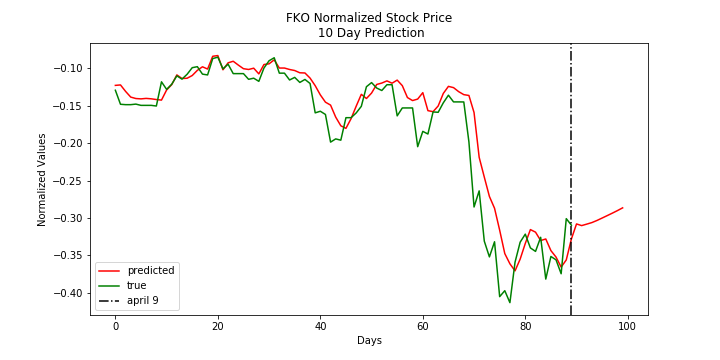 FKO Normalized Stock Price
10 Day Prediction
Normalized Values
−0.10
−0.15
−0.20
−0.25
−0.30
−0.35
−0.40
predicted
true
april 9
0
20
40
60
80
100
Days